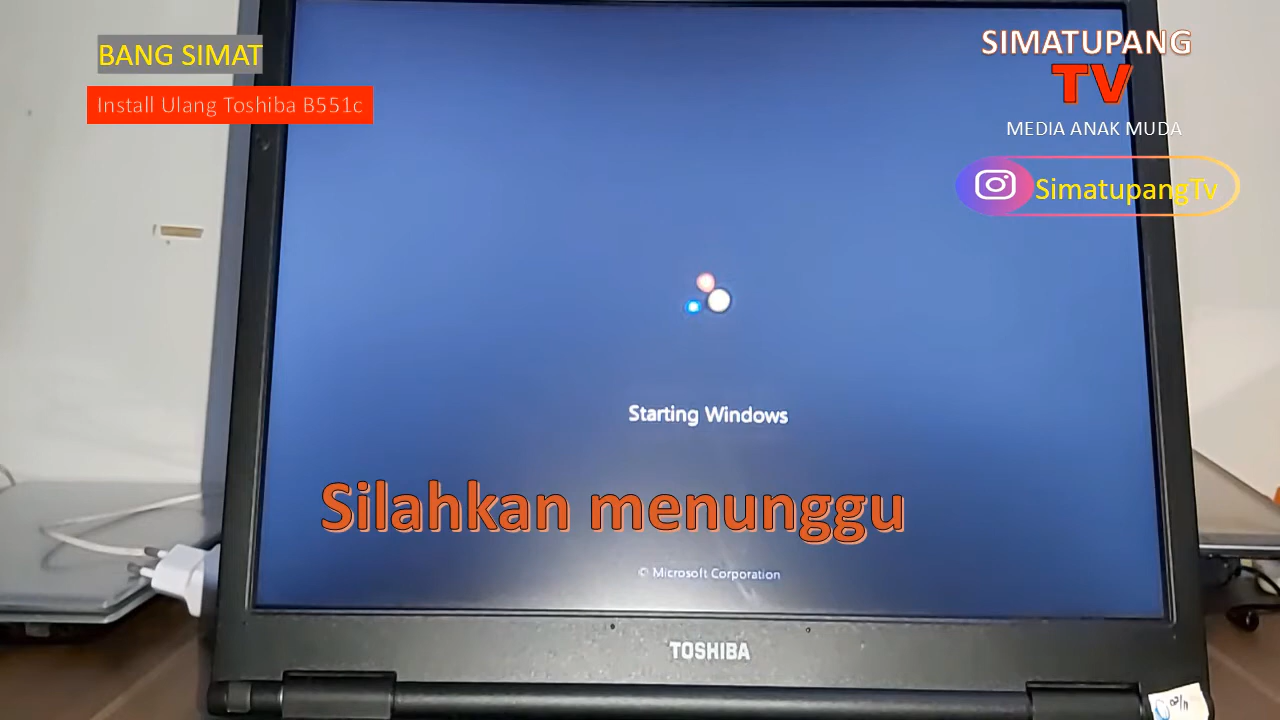 BANG SIMAT
Install Ulang Toshiba B551c
SIMATUPANG
TV
MEDIA ANAK MUDA
SimatupangTv
Starting Windows
Silahkan menunggu
© Microsoft Corporation
TOSHIBA